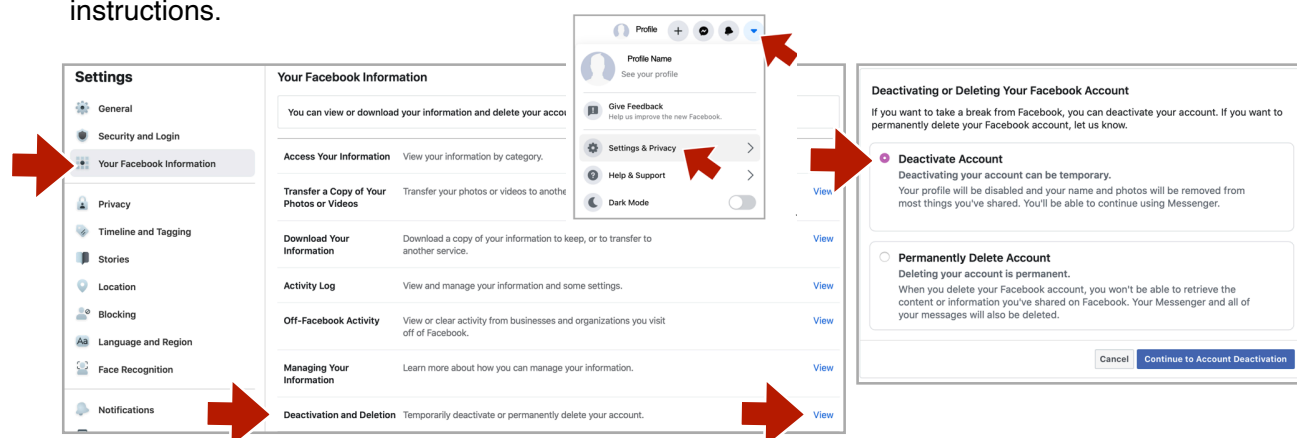 instructions.
Profile
Profile Name
See your profile
Give Feedback
Help us improve the new Facebook.
Settings & Privacy
Help & Support
Dark Mode
Settings
General
Security and Login
Your Facebook Information
Privacy
Timeline and Tagging
Stories
Location
Blocking
Aa Language and Region
Face Recognition
Notifications
Your Facebook Information
You can view or download your information and delete your accou
Access Your Information View your information by category.
Transfer a Copy of Your Transfer your photos or videos to anothe View
Photos or Videos
Download Your Download a copy of your information to keep, or to transfer to View
Information another service.
Activity Log View and manage your information and some settings. View
Off-Facebook Activity View or clear activity from businesses and organizations you visit View
off of Facebook.
Managing Your Learn more about how you can manage your information. View
Information
Deactivation and Deletion Temporarily deactivate or permanently delete your account. View
Deactivating or Deleting Your Facebook Account
If you want to take a break from Facebook, you can deactivate your account. If you want to
permanently delete your Facebook account, let us know.
Deactivate Account
Deactivating your account can be temporary.
Your profile will be disabled and your name and photos will be removed from
most things you've shared. You'll be able to continue using Messenger.
Permanently Delete Account
Deleting your account is permanent.
When you delete your Facebook account, you won't be able to retrieve the
content or information you've shared on Facebook. Your Messenger and all of
your messages will also be deleted.
Cancel Continue to Account Deactivation